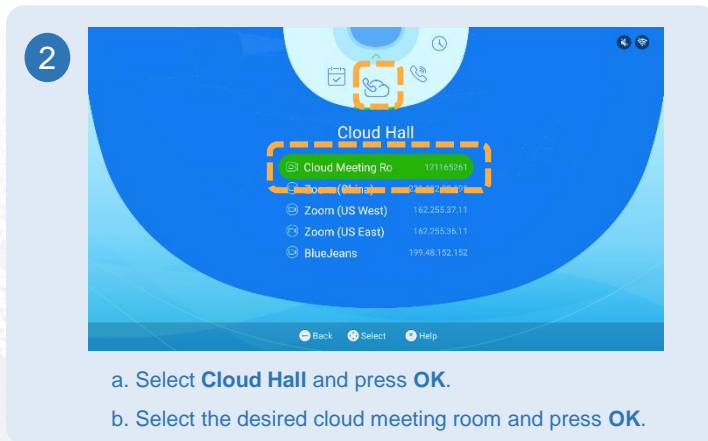 2
Cloud Hall
Cloud Meeting Ro 121165261
Zoom (China)
Zoom (US West) 162.255.37.11
Zoom (US East) 162.255.36.11
BlueJeans 199.48.152.152
Back Select Help
a. Select Cloud Hall and press OK.
b. Select the desired cloud meeting room and press OK.